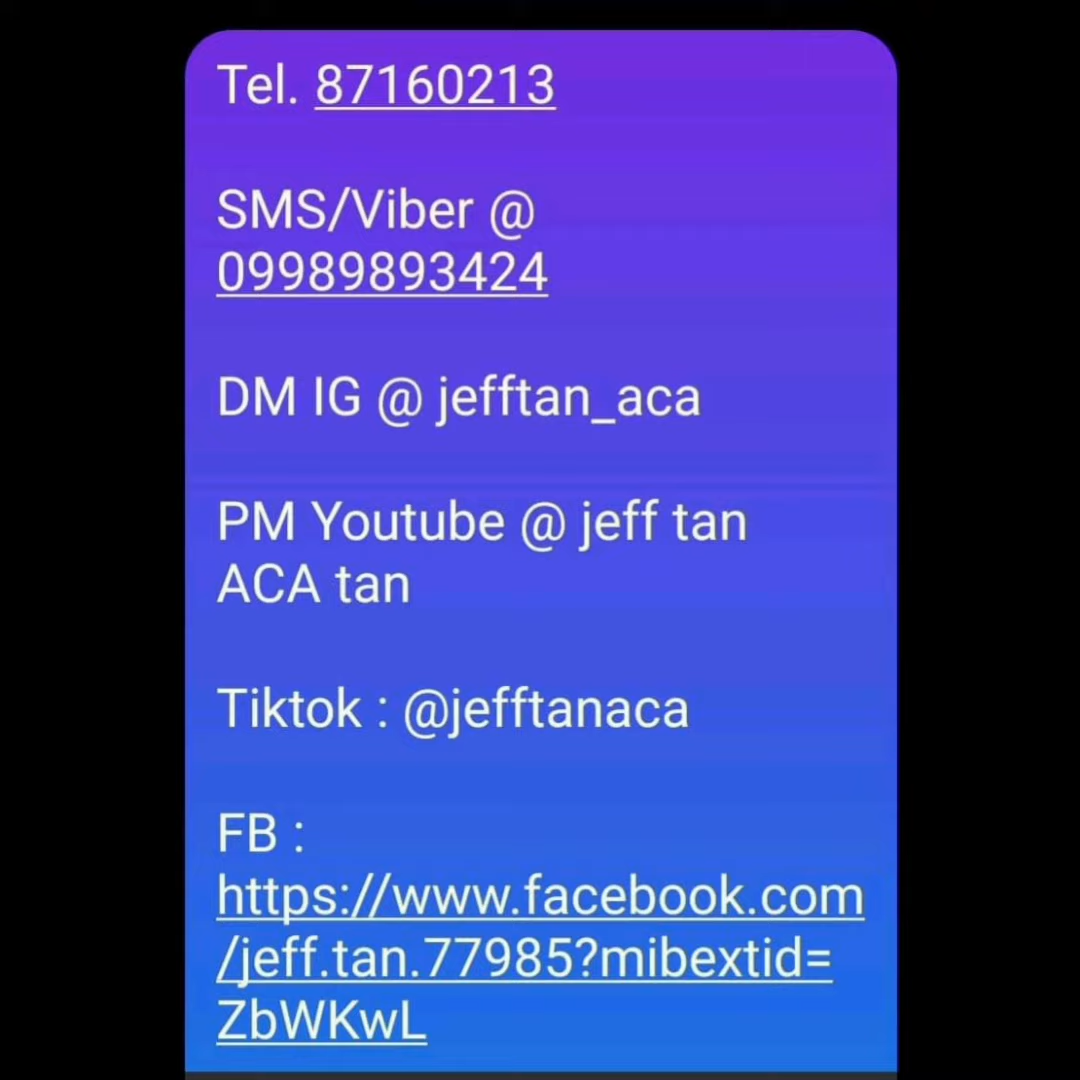 Tel. 87160213
SMS/Viber @
09989893424
DM IG @ jefftan_aca
PM Youtube @ jeff tan
ACA tan
Tiktok : @jefftanaca
FB :
https://www.facebook.com
/jeff.tan.77985?mibextid=
ZbWKwL